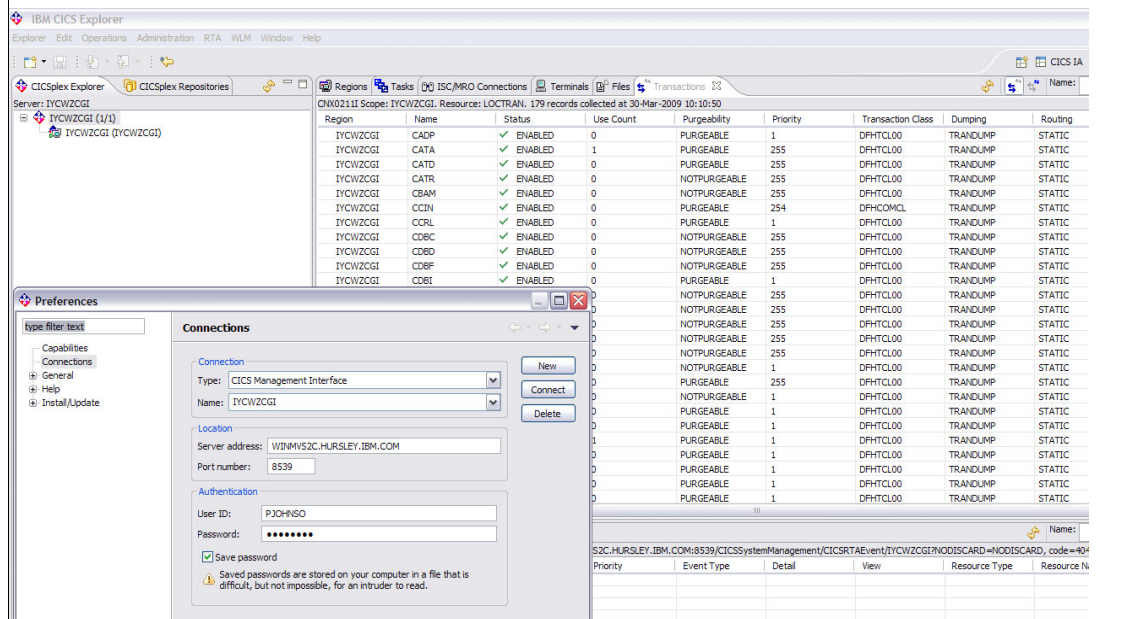 IBM CICS Explorer
Explorer Edit Operations Administration RTA WLM Window Help
CICS IA
CICSplex Explorer CICSplex Repositories
Regions Tasks ISC/MRO Connections Terminals Files Transactions Name:
Server: IYCWZCGI
CNX0211I Scope: IYCWZCGI. Resource: LOCTRAN. 179 records collected at 30-Mar-2009 10:10:50
IYCWZCGI (1/1)
IYCWZCGI (IYCWZCGI)
Region Name Status Use Count Purgeability Priority Transaction Class Dumping Routing
IYCWZCGI CADP ENABLED 0 PURGEABLE 1 DFHTCL00 TRANDUMP STATIC
IYCWZCGI CATA ENABLED 1 PURGEABLE 255 DFHTCL00 TRANDUMP STATIC
IYCWZCGI CATD ENABLED 0 PURGEABLE 255 DFHTCL00 TRANDUMP STATIC
IYCWZCGI CATR ENABLED 0 NOTPURGEABLE 255 DFHTCL00 TRANDUMP STATIC
IYCWZCGI CBAM ENABLED 0 NOTPURGEABLE 255 DFHTCL00 TRANDUMP STATIC
IYCWZCGI CCIN ENABLED 0 PURGEABLE 254 DFHCOMCL TRANDUMP STATIC
IYCWZCGI CCRL ENABLED 0 PURGEABLE 1 DFHTCL00 TRANDUMP STATIC
IYCWZCGI CDBC ENABLED 0 NOTPURGEABLE 255 DFHTCL00 TRANDUMP STATIC
IYCWZCGI CDBD ENABLED 0 NOTPURGEABLE 255 DFHTCL00 TRANDUMP STATIC
IYCWZCGI CDBF ENABLED 0 NOTPURGEABLE 255 DFHTCL00 TRANDUMP STATIC
IYCWZCGI CDBI ENABLED 0 PURGEABLE 1 DFHTCL00 TRANDUMP STATIC
0 NOTPURGEABLE 255 DFHTCL00 TRANDUMP STATIC
0 NOTPURGEABLE 255 DFHTCL00 TRANDUMP STATIC
0 NOTPURGEABLE 255 DFHTCL00 TRANDUMP STATIC
0 NOTPURGEABLE 255 DFHTCL00 TRANDUMP STATIC
0 NOTPURGEABLE 255 DFHTCL00 TRANDUMP STATIC
0 NOTPURGEABLE 1 DFHTCL00 TRANDUMP STATIC
0 PURGEABLE 255 DFHTCL00 TRANDUMP STATIC
0 NOTPURGEABLE 1 DFHTCL00 TRANDUMP STATIC
0 PURGEABLE 1 DFHTCL00 TRANDUMP STATIC
0 PURGEABLE 1 DFHTCL00 TRANDUMP STATIC
1 PURGEABLE 1 DFHTCL00 TRANDUMP STATIC
0 PURGEABLE 1 DFHTCL00 TRANDUMP STATIC
0 PURGEABLE 1 DFHTCL00 TRANDUMP STATIC
0 PURGEABLE 1 DFHTCL00 TRANDUMP STATIC
0 PURGEABLE 1 DFHTCL00 TRANDUMP STATIC
Preferences
type filter text
Capabilities
Connections
General
Help
Install/Update
Connections
Connection
Type: CICS Management Interface
Name: IYCWZCGI
New
Connect
Delete
Location
Server address: WINMVS2C.HURSLEY.IBM.COM
Port number: 8539
Authentication
User ID: PJOHNSO
Password: ●●●●●●●●
Save password
Saved passwords are stored on your computer in a file that is
difficult, but not impossible, for an intruder to read.
Name:
S2C.HURSLEY.IBM.COM:8539/CICSSystemManagement/CICSRTAEvent/IYCWZCGI?NODISCARD=NODISCARD, code=404
Priority Event Type Detail View Resource Type Resource